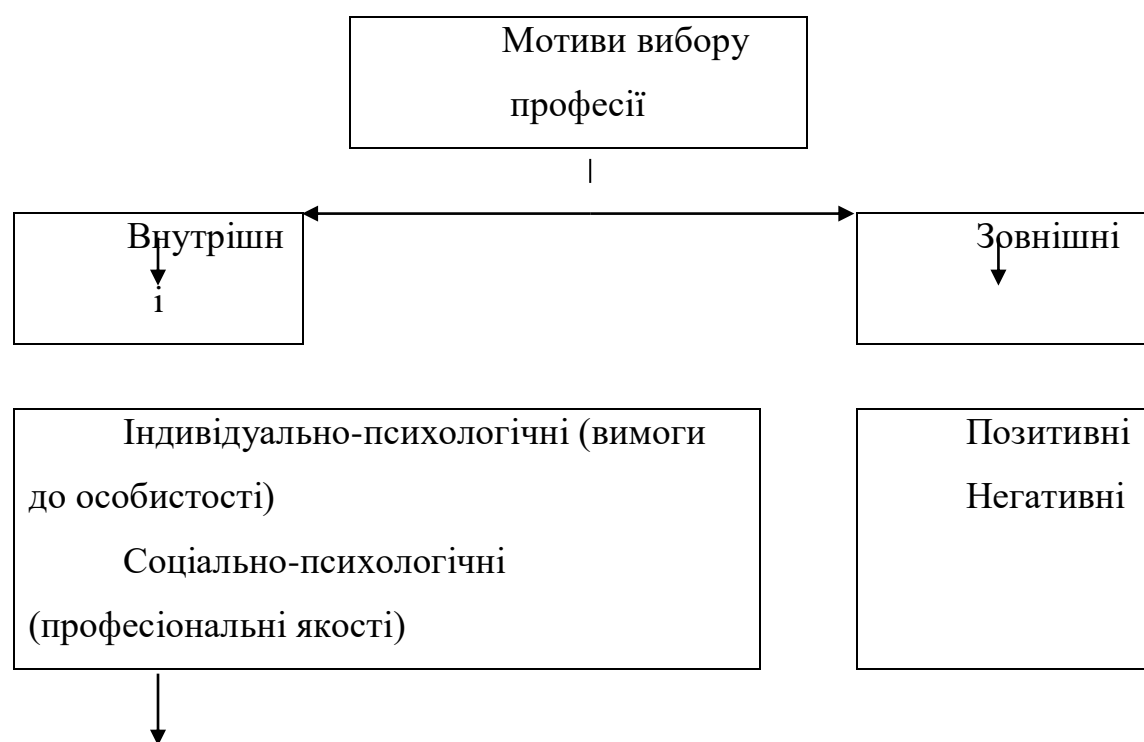 Мотиви вибору
професії
Внутрішн
і
Зовнішні
Індивідуально-психологічні (вимоги
до особистості)
Соціально-психологічні
(професіональні якості)
Позитивні
Негативні